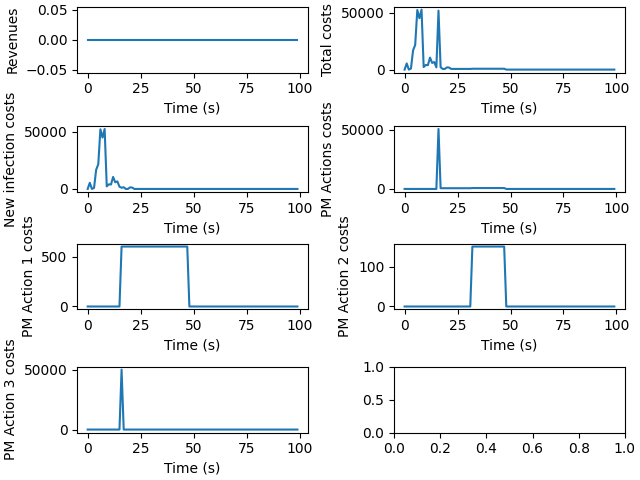 Revenues
0.05
0.00
−0.05
0 25 50 75 100
Time (s)
Total costs
50000
0
0 25 50 75 100
Time (s)
New infection costs
50000
0
0 25 50 75 100
Time (s)
PM Actions costs
50000
0
0 25 50 75 100
Time (s)
PM Action 1 costs
500
0
0 25 50 75 100
Time (s)
PM Action 2 costs
100
0
0 25 50 75 100
Time (s)
PM Action 3 costs
50000
0
0 25 50 75 100
Time (s)
1.0
0.5
0.0
0.0 0.2 0.4 0.6 0.8 1.0